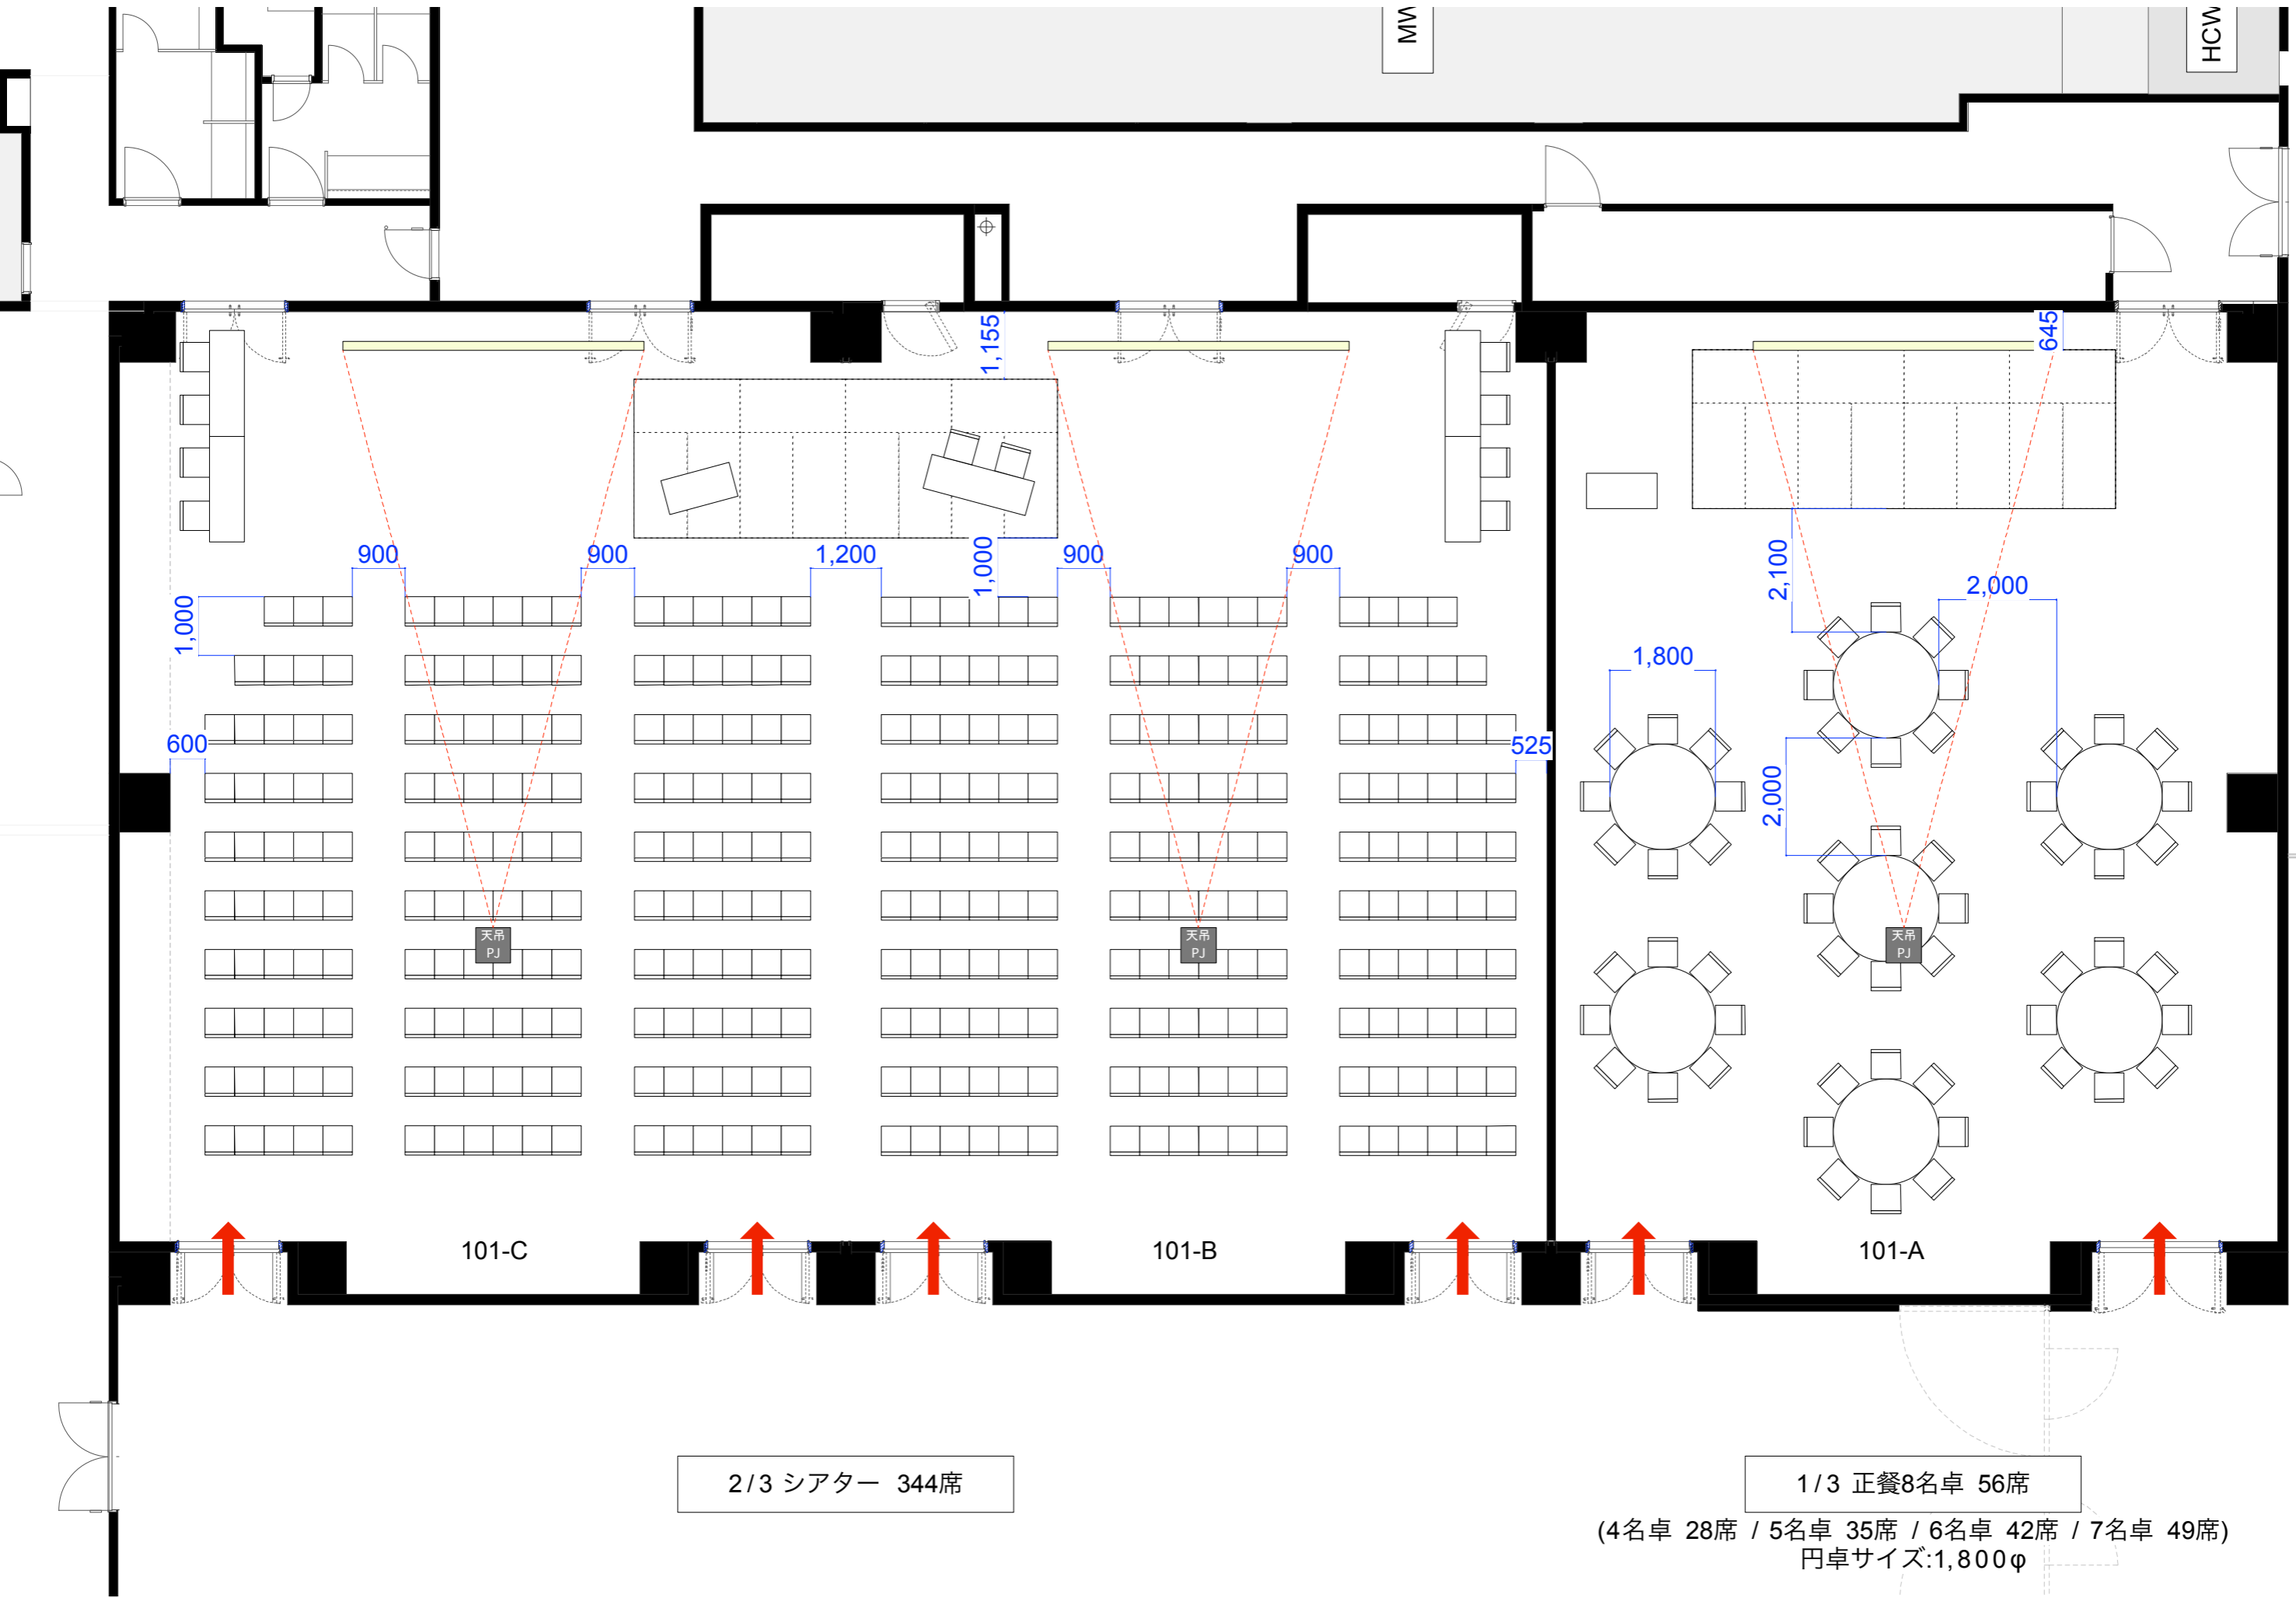 MW
HCW
1,155
645
900
900
1,200
1,000
900
900
2,100
2,000
1,000
1,800
600
525
2,000
天吊
PJ
天吊
PJ
天吊
PJ
101-C
101-B
101-A
2/3 シアター 344席
1/3 正餐8名卓 56席
(4名卓 28席 / 5名卓 35席 / 6名卓 42席 / 7名卓 49席)
円卓サイズ:1,800φ